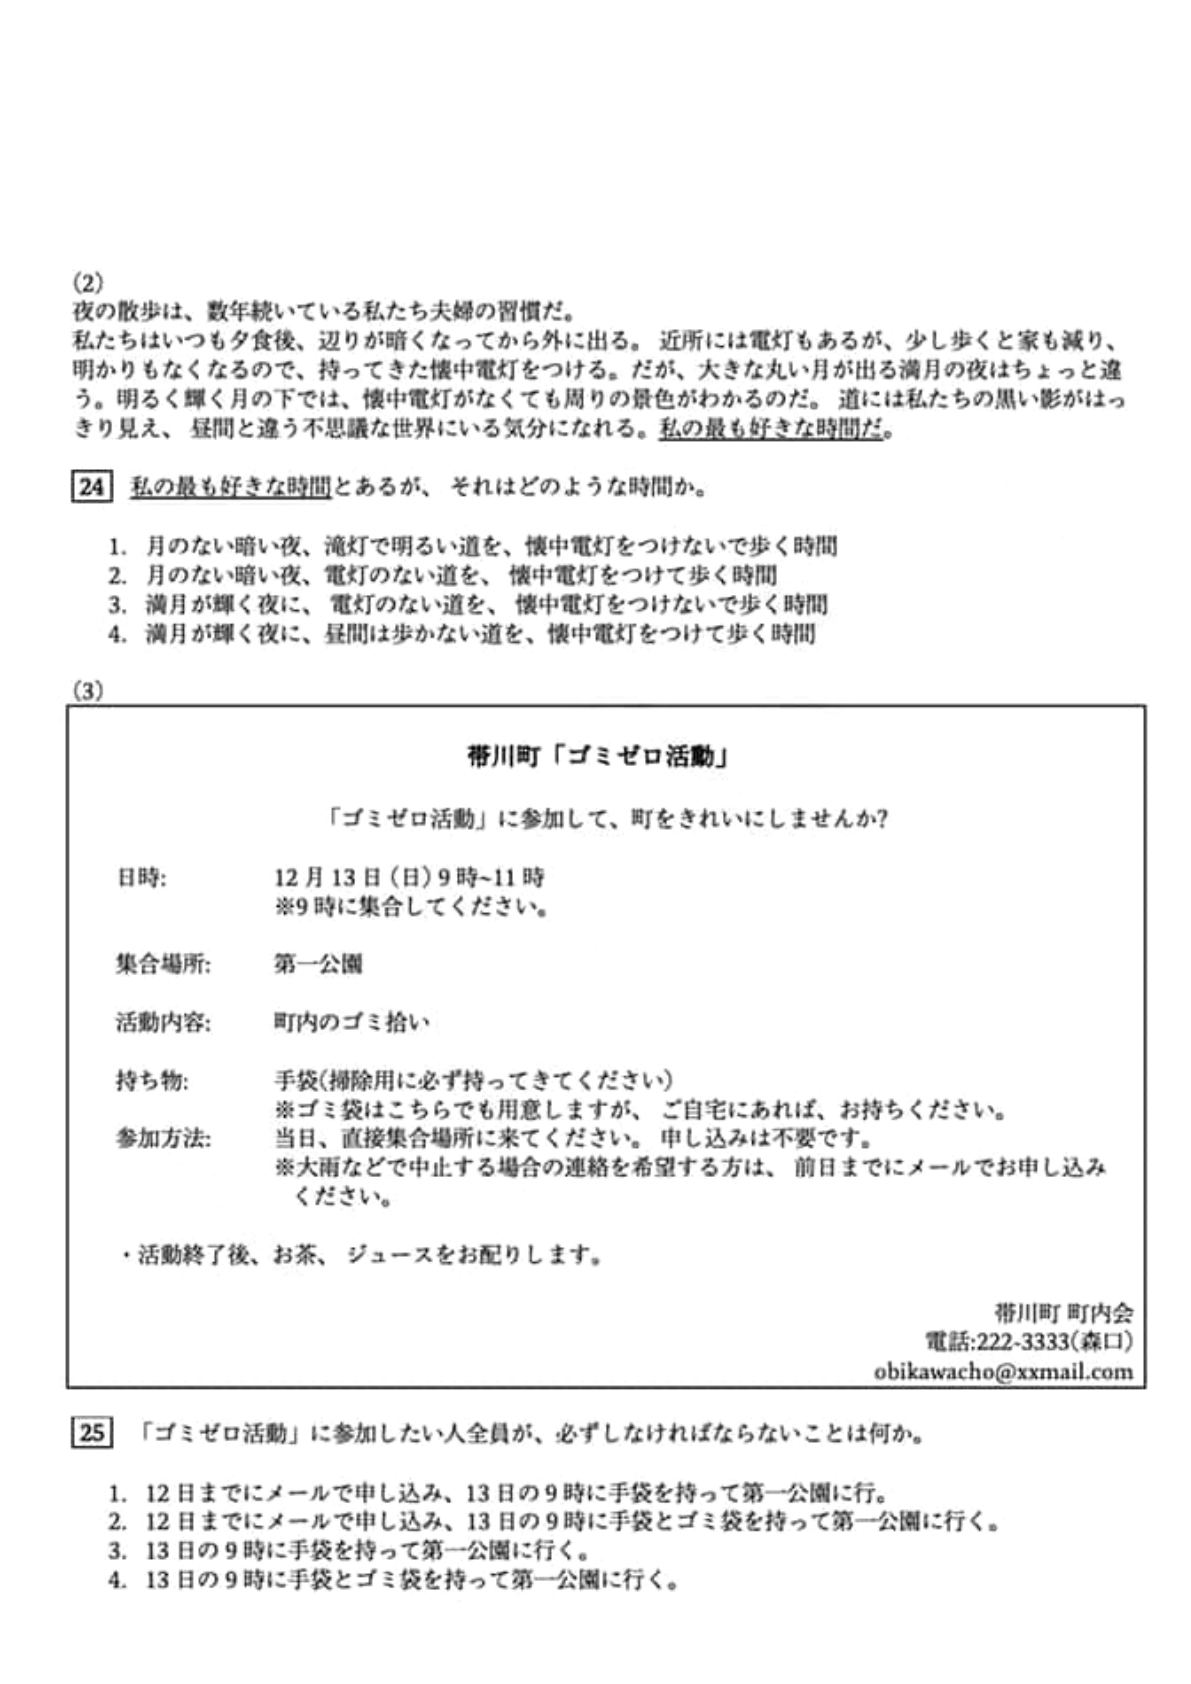 (2)
夜の散歩は、数年続いている私たち夫婦の習慣だ。
私たちはいつも夕食後、辺りが暗くなってから外に出る。 近所には電灯もあるが、少し歩くと家も減り、
明かりもなくなるので、持ってきた懐中電灯をつける。だが、大きな丸い月が出る満月の夜はちょっと違
う。明るく輝く月の下では、懐中電灯がなくても周りの景色がわかるのだ。 道には私たちの黒い影がはっ
きり見え、 昼間と違う不思議な世界にいる気分になれる。私の最も好きな時間だ。
24 私の最も好きな時間とあるが、 それはどのような時間か。
1. 月のない暗い夜、滝灯で明るい道を、懐中電灯をつけないで歩く時間
2. 月のない暗い夜、電灯のない道を、 懐中電灯をつけて歩く時間
3. 満月が輝く夜に、 電灯のない道を、 懐中電灯をつけないで歩く時間
4. 満月が輝く夜に、昼間は歩かない道を、懐中電灯をつけて歩く時間
(3)
帯川町「ゴミゼロ活動」
「ゴミゼロ活動」に参加して、町をきれいにしませんか?
日時: 12月13日(日)9時~11時
※9時に集合してください。
集合場所: 第一公園
活動内容: 町内のゴミ拾い
持ち物: 手袋(掃除用に必ず持ってきてください)
※ゴミ袋はこちらでも用意しますが、 ご自宅にあれば、お持ちください。
参加方法: 当日、直接集合場所に来てください。 申し込みは不要です。
※大雨などで中止する場合の連絡を希望する方は、 前日までにメールでお申し込み
ください。
・活動終了後、お茶、 ジュースをお配りします。
帯川町 町内会
電話:222-3333(森口)
obikawacho@xxmail.com
25 「ゴミゼロ活動」に参加したい人全員が、必ずしなければならないことは何か。
1. 12日までにメールで申し込み、13日の9時に手袋を持って第一公園に行。
2. 12日までにメールで申し込み、13日の9時に手袋とゴミ袋を持って第一公園に行く。
3. 13日の9時に手袋を持って第一公園に行く。
4. 13日の9時に手袋とゴミ袋を持って第一公園に行く。